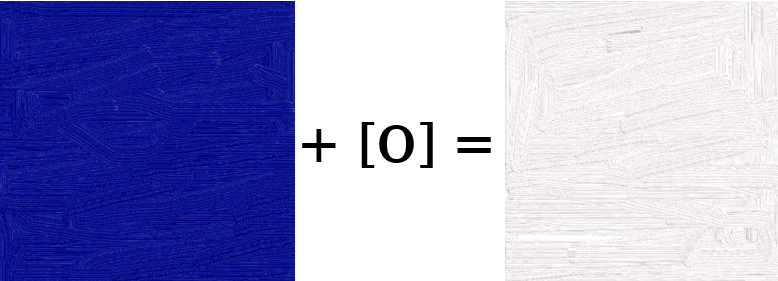 + [O] =